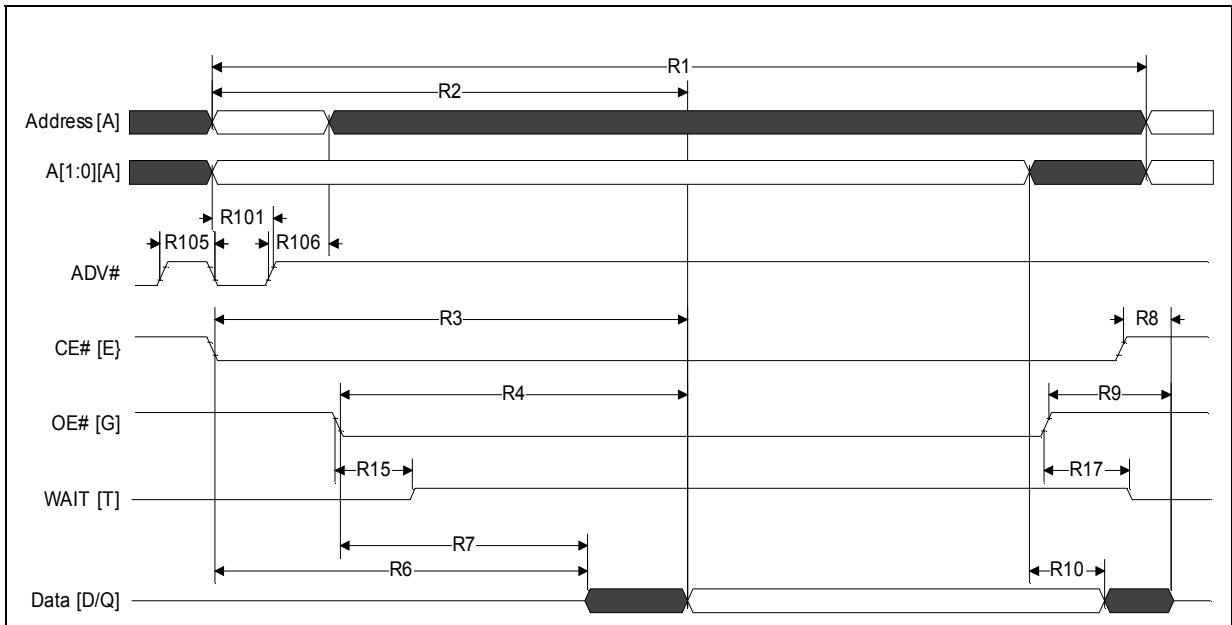 R1
R2
Address [A]
A[1:0][A]
R101
R105
R106
ADV#
R3
R8
CE# [E}
R4
R9
OE# [G]
R15
R17
WAIT [T]
R7
R6
R10
Data [D/Q]